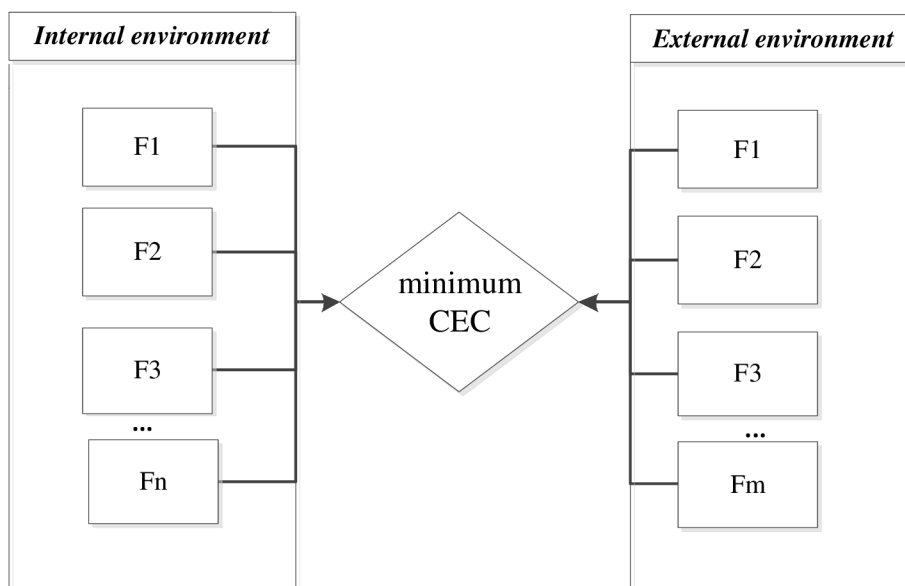 Internal environment
F1
F2
F3
...
Fn
minimum
CEC
External environment
F1
F2
F3
...
Fm